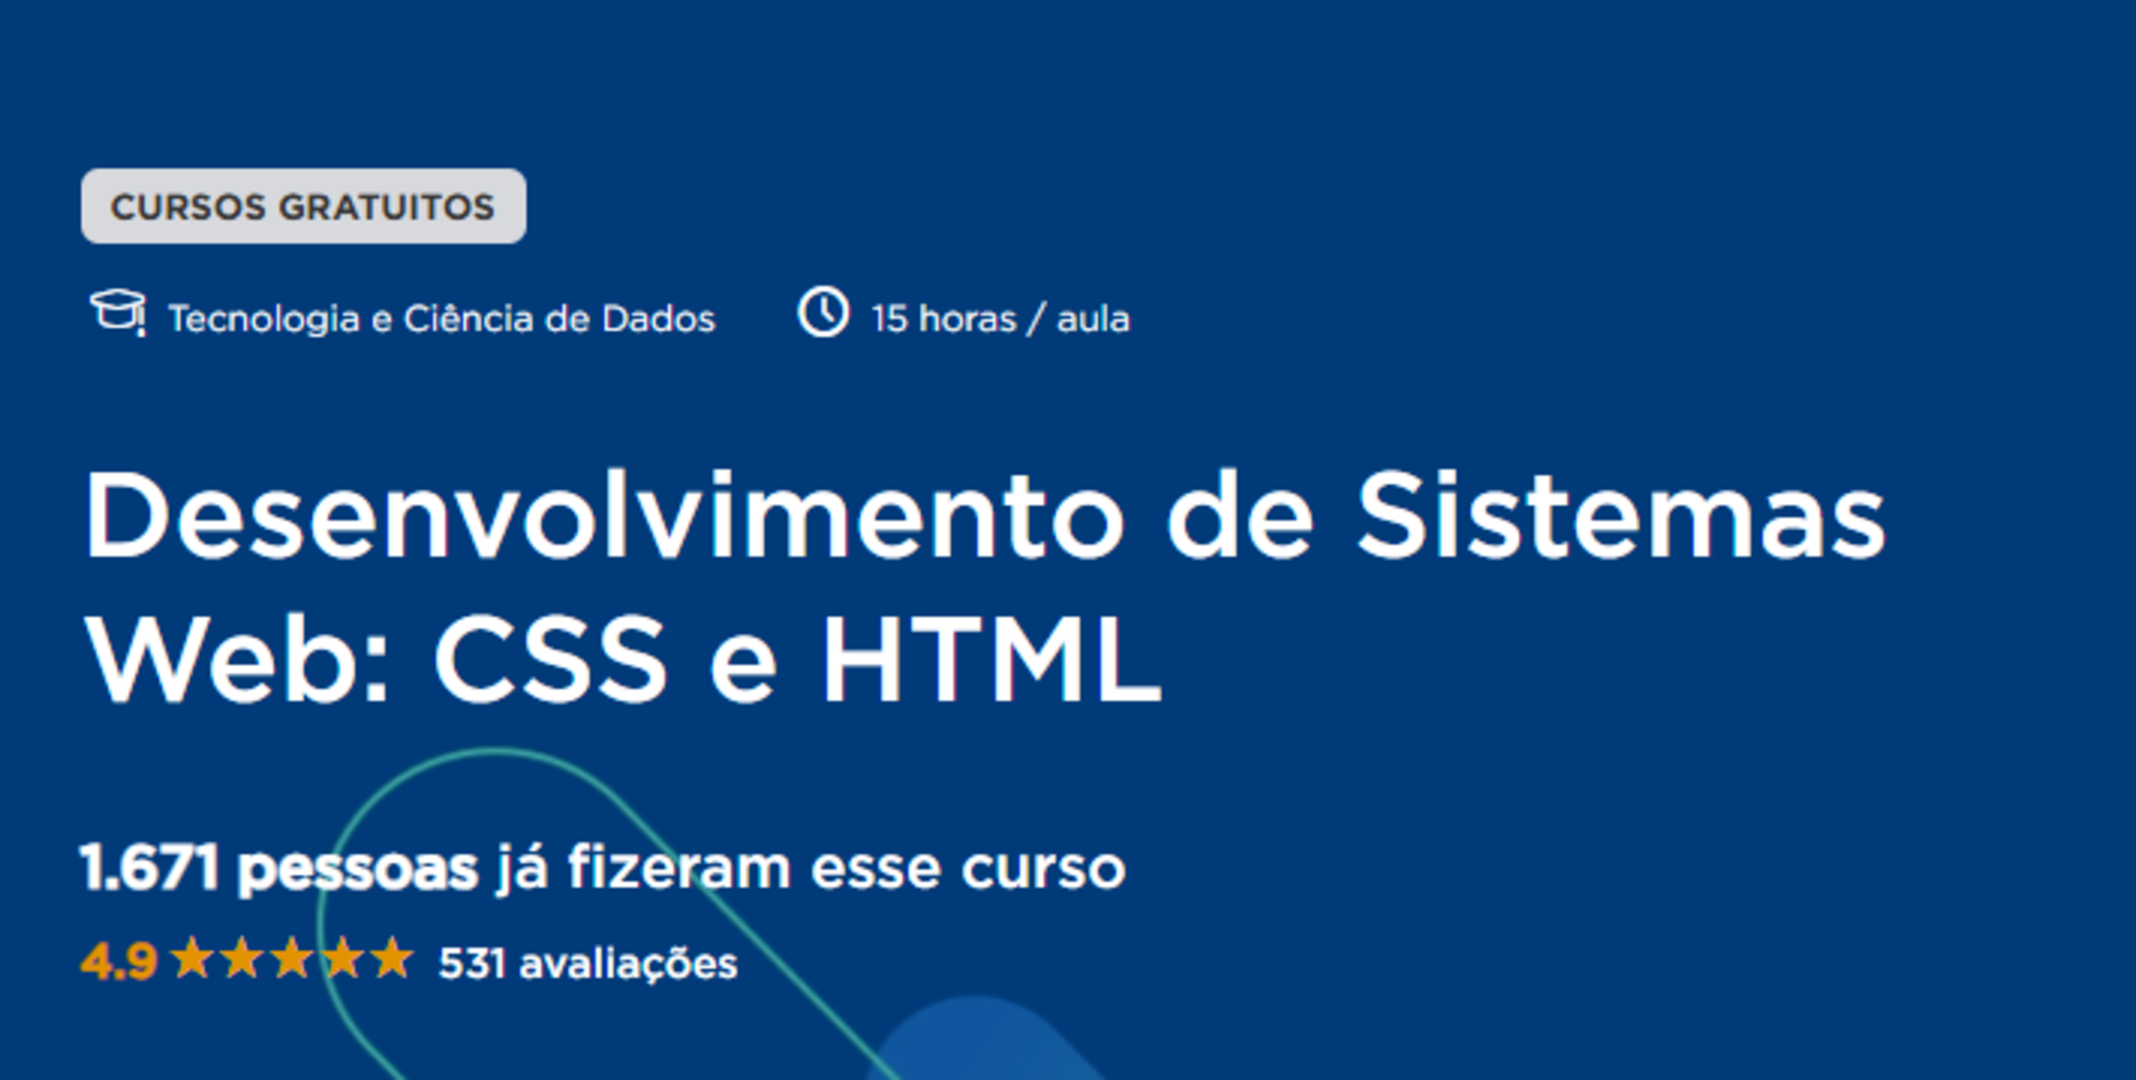 CURSOS GRATUITOS
Tecnologia e Ciência de Dados 15 horas / aula
Desenvolvimento de Sistemas
Web: CSS e HTML
1.671 pessoas já fizeram esse curso
4.9 ★★★★★ 531 avaliações